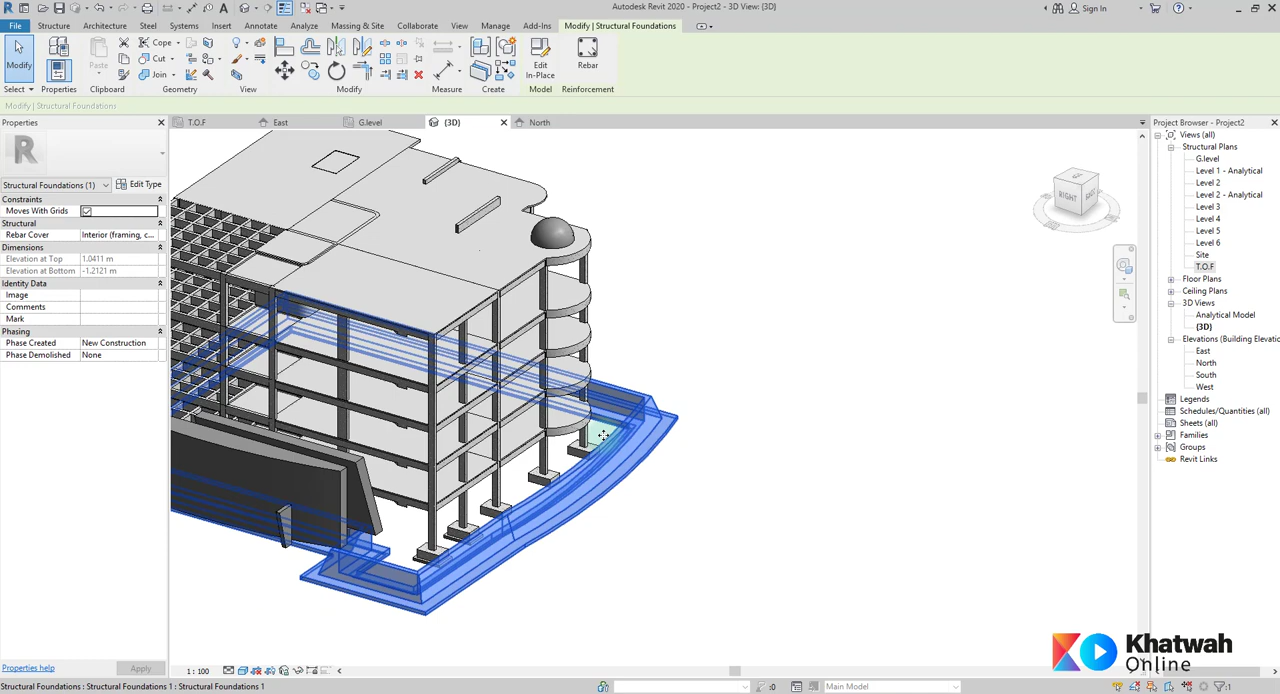 Autodesk Revit 2020 - Project2 - 3D View: {3D}
Sign In
File Structure Architecture Steel Systems Insert Annotate Analyze Massing & Site Collaborate View Manage Add-Ins Modify | Structural Foundations
Modify
Properties
Paste
Cope
Cut
Join
Edit
In-Place
Rebar
Select Properties Clipboard Geometry View Modify Measure Create Model Reinforcement
Modify | Structural Foundations
Properties
T.O.F East G.level {3D} North
Project Browser - Project2
Structural Foundations (1)
Edit Type
Constraints
Moves With Grids
Structural
Rebar Cover Interior (framing, c...
Dimensions
Elevation at Top 1.0411 m
Elevation at Bottom -1.2121 m
Identity Data
Image
Comments
Mark
Phasing
Phase Created New Construction
Phase Demolished None
Properties help
Apply
RIGHT
Views (all)
Structural Plans
G.level
Level 1 - Analytical
Level 2
Level 2 - Analytical
Level 3
Level 4
Level 5
Level 6
Site
T.O.F
Floor Plans
Ceiling Plans
3D Views
Analytical Model
{3D}
Elevations (Building Elevatio
East
North
South
West
Legends
Schedules/Quantities (all)
Sheets (all)
Families
Groups
Revit Links
Khatwah
Online
1 : 100
Structural Foundations : Structural Foundations 1 : Structural Foundations 1
:0
Main Model
:1